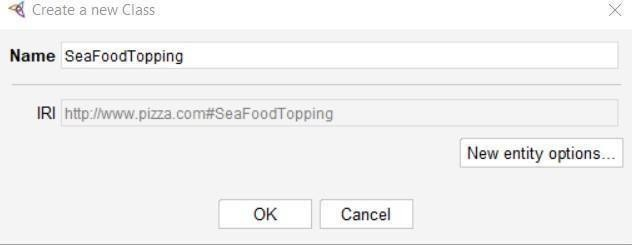 Create a new Class
Name SeaFoodTopping
IRI http://www.pizza.com#SeaFoodTopping
New entity options...
OK Cancel